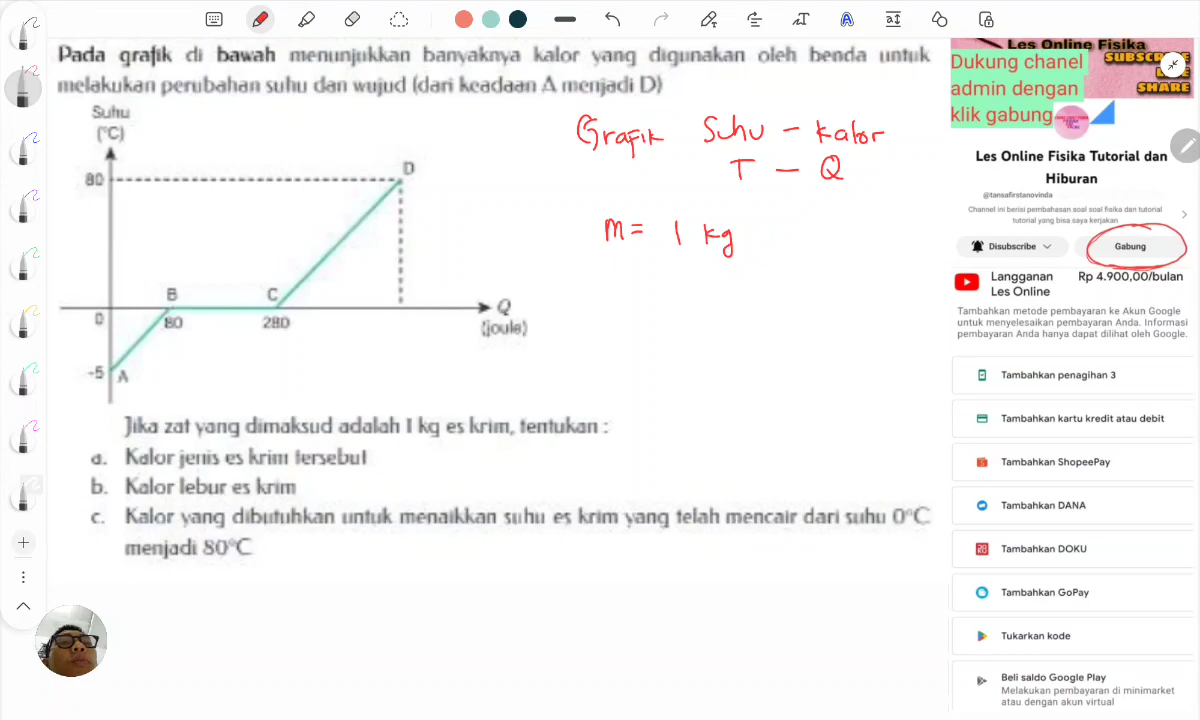 Pada grafik di bawah menunjukkan banyaknya kalor yang digunakan oleh benda untuk
melakukan perubahan suhu dan wujud (dari keadaan A menjadi D)
Suhu
(°C)
80
D
B
C
0
80
280
Q
(joule)
-5
A
Grafik Suhu - kalor
T - Q
m = 1 kg
Jika zat yang dimaksud adalah 1 kg es krim, tentukan :
a. Kalor jenis es krim tersebut
b. Kalor lebur es krim
c. Kalor yang dibutuhkan untuk menaikkan suhu es krim yang telah mencair dari suhu 0°C
menjadi 80°C
Les Online Fisika
SUBSCRIBE
LIKE
SHARE
Dukung chanel
admin dengan
klik gabung
Les Online Fisika Tutorial dan
Hiburan
@tansafirstanovinda
Channel ini berisi pembahasan soal soal fisika dan tutorial
tutorial yang bisa saya kerjakan
Disubscribe
Gabung
Langganan
Les Online
Rp 4.900,00/bulan
Tambahkan metode pembayaran ke Akun Google
untuk menyelesaikan pembayaran Anda. Informasi
pembayaran Anda hanya dapat dilihat oleh Google.
Tambahkan penagihan 3
Tambahkan kartu kredit atau debit
Tambahkan ShopeePay
Tambahkan DANA
Tambahkan DOKU
Tambahkan GoPay
Tukarkan kode
Beli saldo Google Play
Melakukan pembayaran di minimarket
atau dengan akun virtual